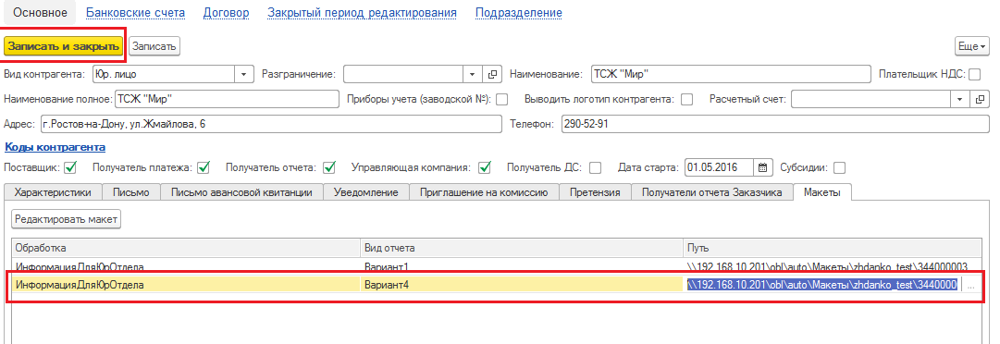 Основное Банковские счета Договор Закрытый период редактирования Подразделение
Записать и закрыть Записать Еще
Вид контрагента: Юр. лицо Разграничение: Наименование: ТСЖ "Мир" Плательщик НДС:
Наименование полное: ТСЖ "Мир" Приборы учета (заводской №): Выводить логотип контрагента: Расчетный счет:
Адрес: г.Ростов-на-Дону, ул.Жмайлова, 6 Телефон: 290-52-91
Коды контрагента
Поставщик: Получатель платежа: Получатель отчета: Управляющая компания: Получатель ДС: Дата старта: 01.05.2016 Субсидии:
Характеристики Письмо Письмо авансовой квитанции Уведомление Приглашение на комиссию Претензия Получатели отчета Заказчика Макеты
Редактировать макет
Обработка Вид отчета Путь
ИнформацияДляЮрОтдела Вариант1 \\192.168.10.201\obl\auto\Макеты\zhdanko_test\344000003
ИнформацияДляЮрОтдела Вариант4 \\192.168.10.201\obl\auto\Макеты\zhdanko_test\3440000 ...